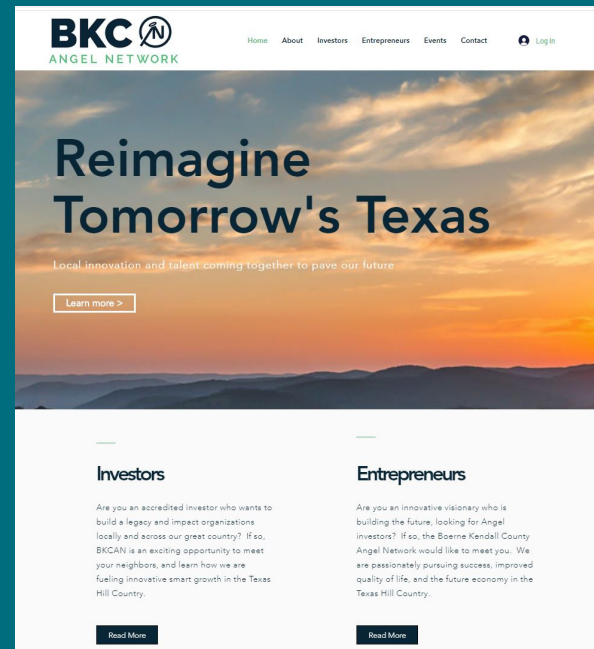 BKC
ANGEL NETWORK
Home About Investors Entrepreneurs Events Contact Log In
Reimagine
Tomorrow's Texas
Local innovation and talent coming together to pave our future
Learn more >
Investors
Are you an accredited investor who wants to
build a legacy and impact organizations
locally and across our great country? If so,
BKCAN is an exciting opportunity to meet
your neighbors, and learn how we are
fueling innovative smart growth in the Texas
Hill Country.
Read More
Entrepreneurs
Are you an innovative visionary who is
building the future, looking for Angel
investors? If so, the Boerne Kendall County
Angel Network would like to meet you. We
are passionately pursuing success, improved
quality of life, and the future economy in the
Texas Hill Country.
Read More